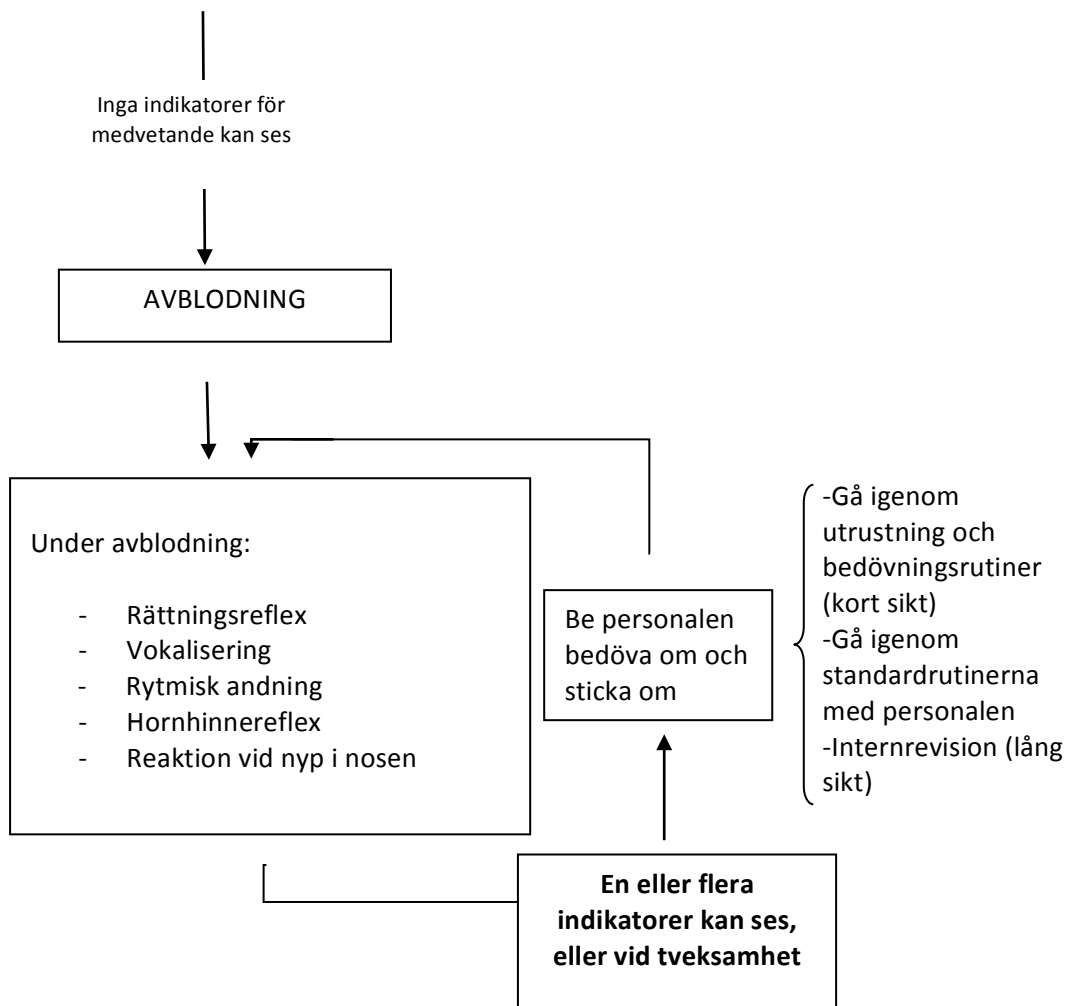 Inga indikatorer för
medvetande kan ses
AVBLODNING
Under avblodning:
- Rättningsreflex
- Vokalisering
- Rytmisk andning
- Hornhinnereflex
- Reaktion vid nyp i nosen
Be personalen
bedöva om och
sticka om
-Gå igenom
utrustning och
bedövningsrutiner
(kort sikt)
-Gå igenom
standardrutinerna
med personalen
-Internrevision (lång
sikt)
En eller flera
indikatorer kan ses,
eller vid tveksamhet